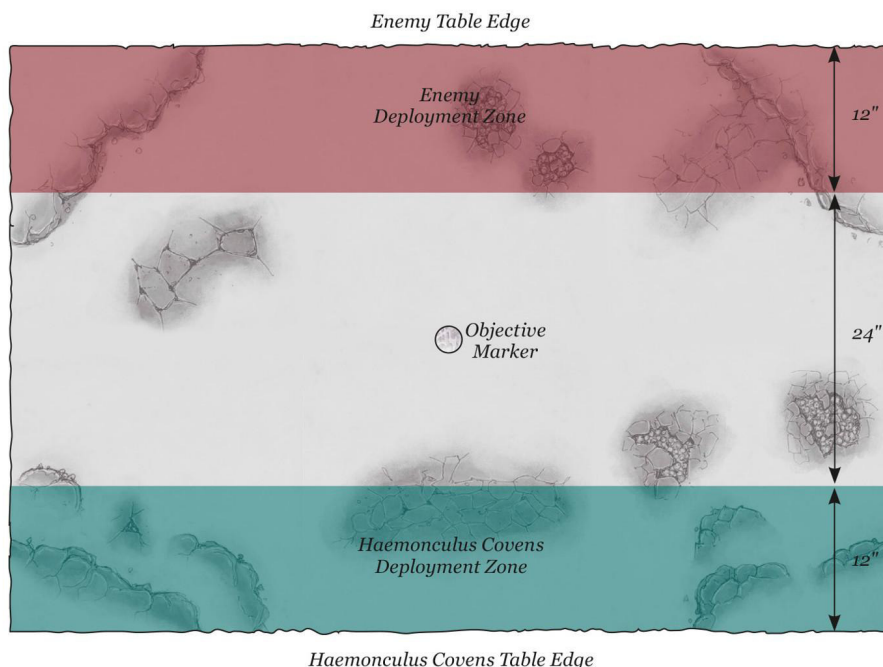 Enemy Table Edge
Enemy
Deployment Zone
12"
Objective
Marker
24"
Haemonculus Covens
Deployment Zone
12"
Haemonculus Covens Table Edge